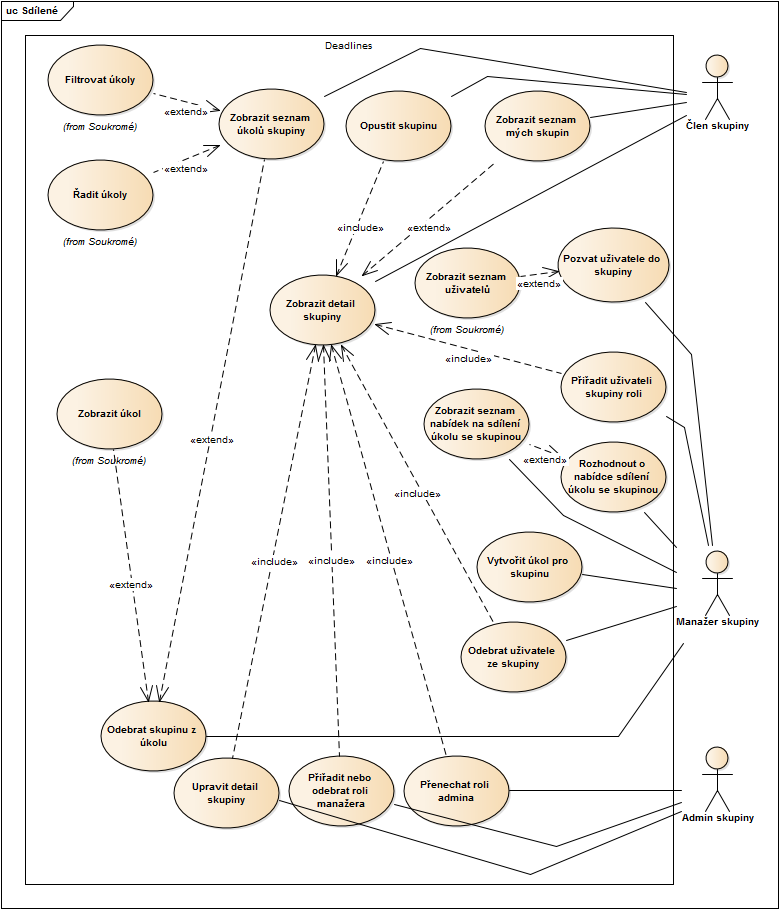 uc Sdílené
Deadlines
Filtrovat úkoly
(from Soukromé)
«extend»
Zobrazit seznam
úkolů skupiny
Opustit skupinu
Zobrazit seznam
mých skupin
Člen skupiny
Řadit úkoly
(from Soukromé)
«extend»
«include»
«extend»
Zobrazit seznam
uživatelů
(from Soukromé)
«extend»
Pozvat uživatele do
skupiny
Zobrazit detail
skupiny
«include»
Přiřadit uživateli
skupiny roli
Zobrazit úkol
(from Soukromé)
«extend»
Zobrazit seznam
nabídek na sdílení
úkolu se skupinou
«extend»
Rozhodnout o
nabídce sdílení
úkolu se skupinou
«include»
«include»
«include»
«include»
Vytvořit úkol pro
skupinu
«extend»
Manažer skupiny
Odebrat uživatele
ze skupiny
Odebrat skupinu z
úkolu
Upravit detail
skupiny
Přiřadit nebo
odebrat roli
manažera
Přenechat roli
admina
Admin skupiny